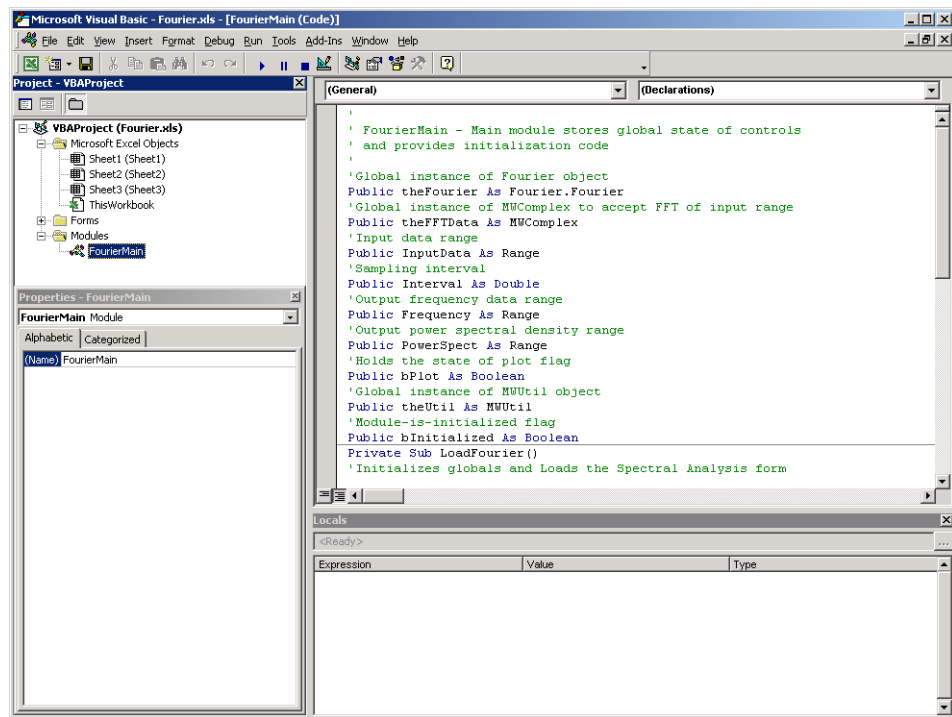 Microsoft Visual Basic - Fourier.xls - [FourierMain (Code)]
File Edit View Insert Format Debug Run Tools Add-Ins Window Help
Project - VBAProject
VBAProject (Fourier.xls)
Microsoft Excel Objects
Sheet1 (Sheet1)
Sheet2 (Sheet2)
Sheet3 (Sheet3)
ThisWorkbook
Forms
Modules
FourierMain
Properties - FourierMain
FourierMain Module
Alphabetic Categorized
(Name) FourierMain
(General) (Declarations)
'
' FourierMain - Main module stores global state of controls
' and provides initialization code
'
'Global instance of Fourier object
Public theFourier As Fourier.Fourier
'Global instance of MWComplex to accept FFT of input range
Public theFFTData As MWComplex
'Input data range
Public InputData As Range
'Sampling interval
Public Interval As Double
'Output frequency data range
Public Frequency As Range
'Output power spectral density range
Public PowerSpect As Range
'Holds the state of plot flag
Public bPlot As Boolean
'Global instance of MWUtil object
Public theUtil As MWUtil
'Module-is-initialized flag
Public bInitialized As Boolean
Private Sub LoadFourier()
'Initializes globals and Loads the Spectral Analysis form
Locals
<Ready>
...
Expression Value Type